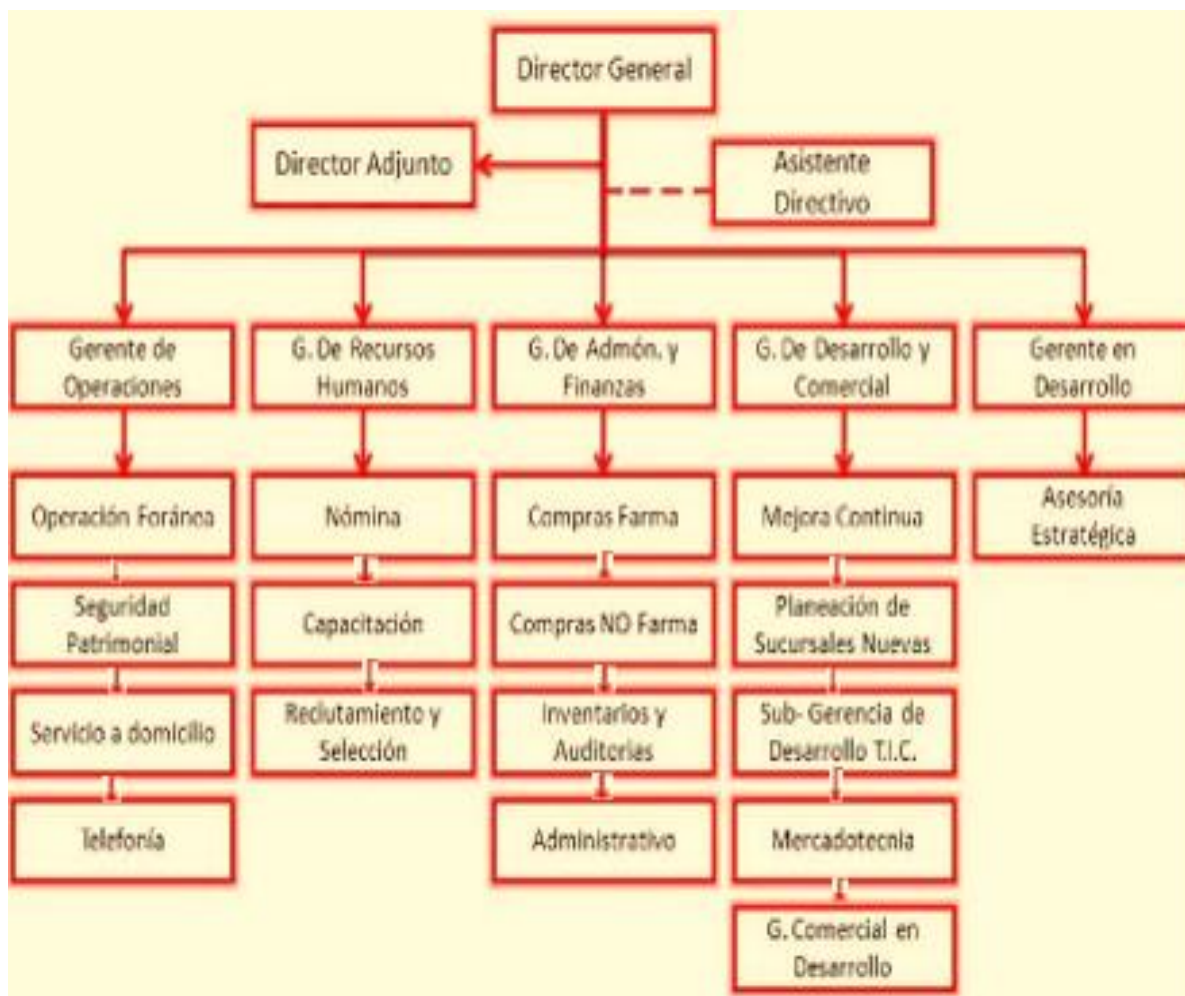 Director General
Director Adjunto
Asistente
Directivo
Gerente de
Operaciones
G. De Recursos
Humanos
G. De Admón. y
Finanzas
G. De Desarrollo y
Comercial
Gerente en
Desarrollo
Operación Foránea
Nómina
Compras Farma
Mejora Continua
Asesoría
Estratégica
Seguridad
Patrimonial
Capacitación
Compras NO Farma
Planeación de
Sucursales Nuevas
Servicio a domicilio
Reclutamiento y
Selección
Inventarios y
Auditorias
Sub- Gerencia de
Desarrollo T.I.C.
Telefonía
Administrativo
Mercadotecnia
G. Comercial en
Desarrollo